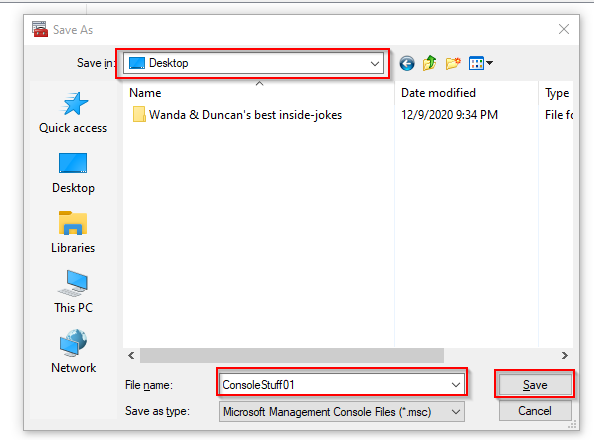 Save As
Save in: Desktop
Name Date modified Type
Wanda & Duncan's best inside-jokes 12/9/2020 9:34 PM File fo
Quick access
Desktop
Libraries
This PC
Network
File name: ConsoleStuff01 Save
Save as type: Microsoft Management Console Files (*.msc) Cancel